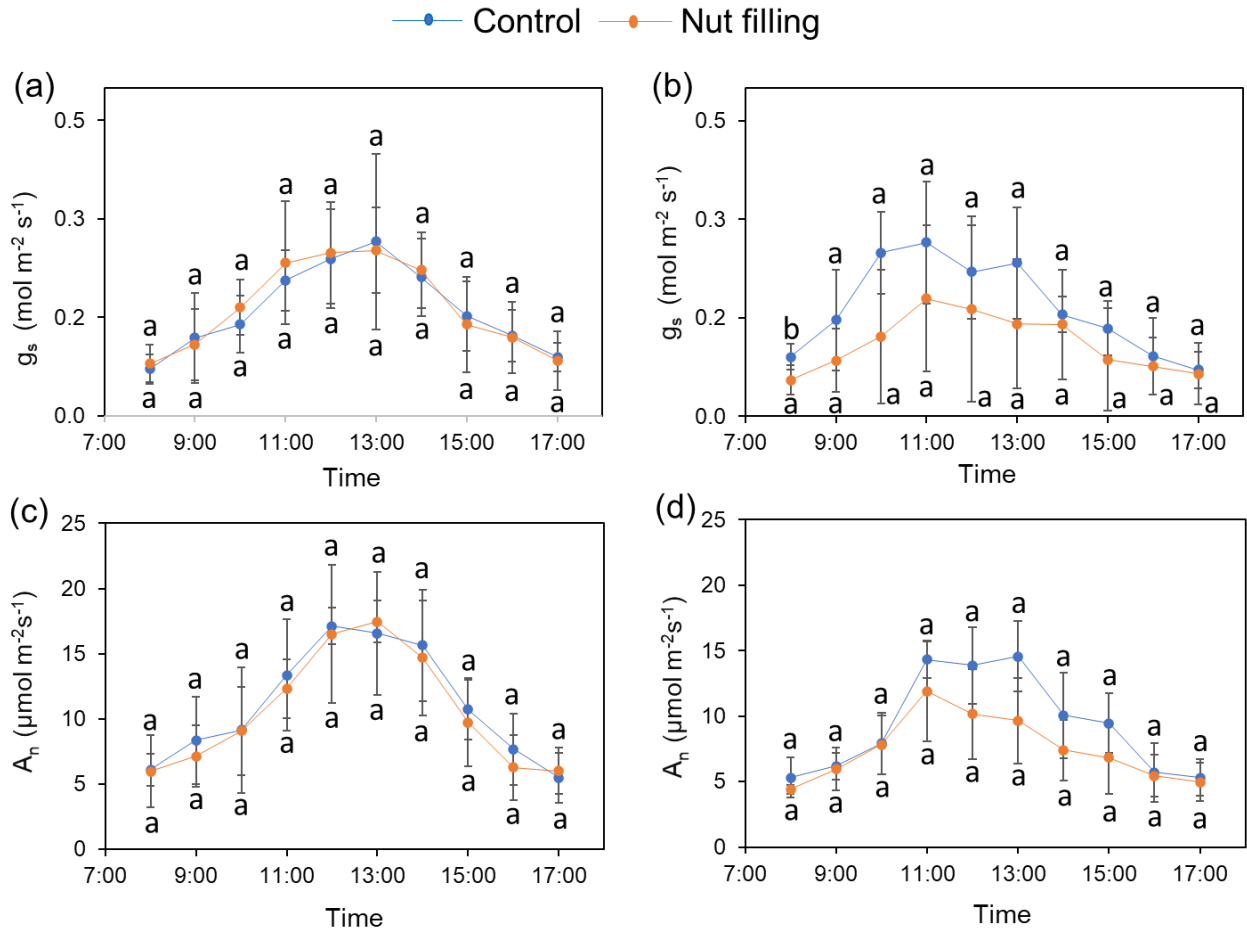 Control Nut filling
(a)
0.5
0.3
0.2
0.0
gₛ (mol m⁻² s⁻¹)
a a a a a a a a a a
a a a a a a a a a a
7:00 9:00 11:00 13:00 15:00 17:00
Time
(b)
0.5
0.3
0.2
0.0
gₛ (mol m⁻² s⁻¹)
b a a a a a a a a a
a a a a a a a a a a
7:00 9:00 11:00 13:00 15:00 17:00
Time
(c)
25
20
15
10
5
0
Aₙ (µmol m⁻²s⁻¹)
a a a a a a a a a a
a a a a a a a a a a
7:00 9:00 11:00 13:00 15:00 17:00
Time
(d)
25
20
15
10
5
0
Aₙ (µmol m⁻²s⁻¹)
a a a a a a a a a a
a a a a a a a a a a
7:00 9:00 11:00 13:00 15:00 17:00
Time